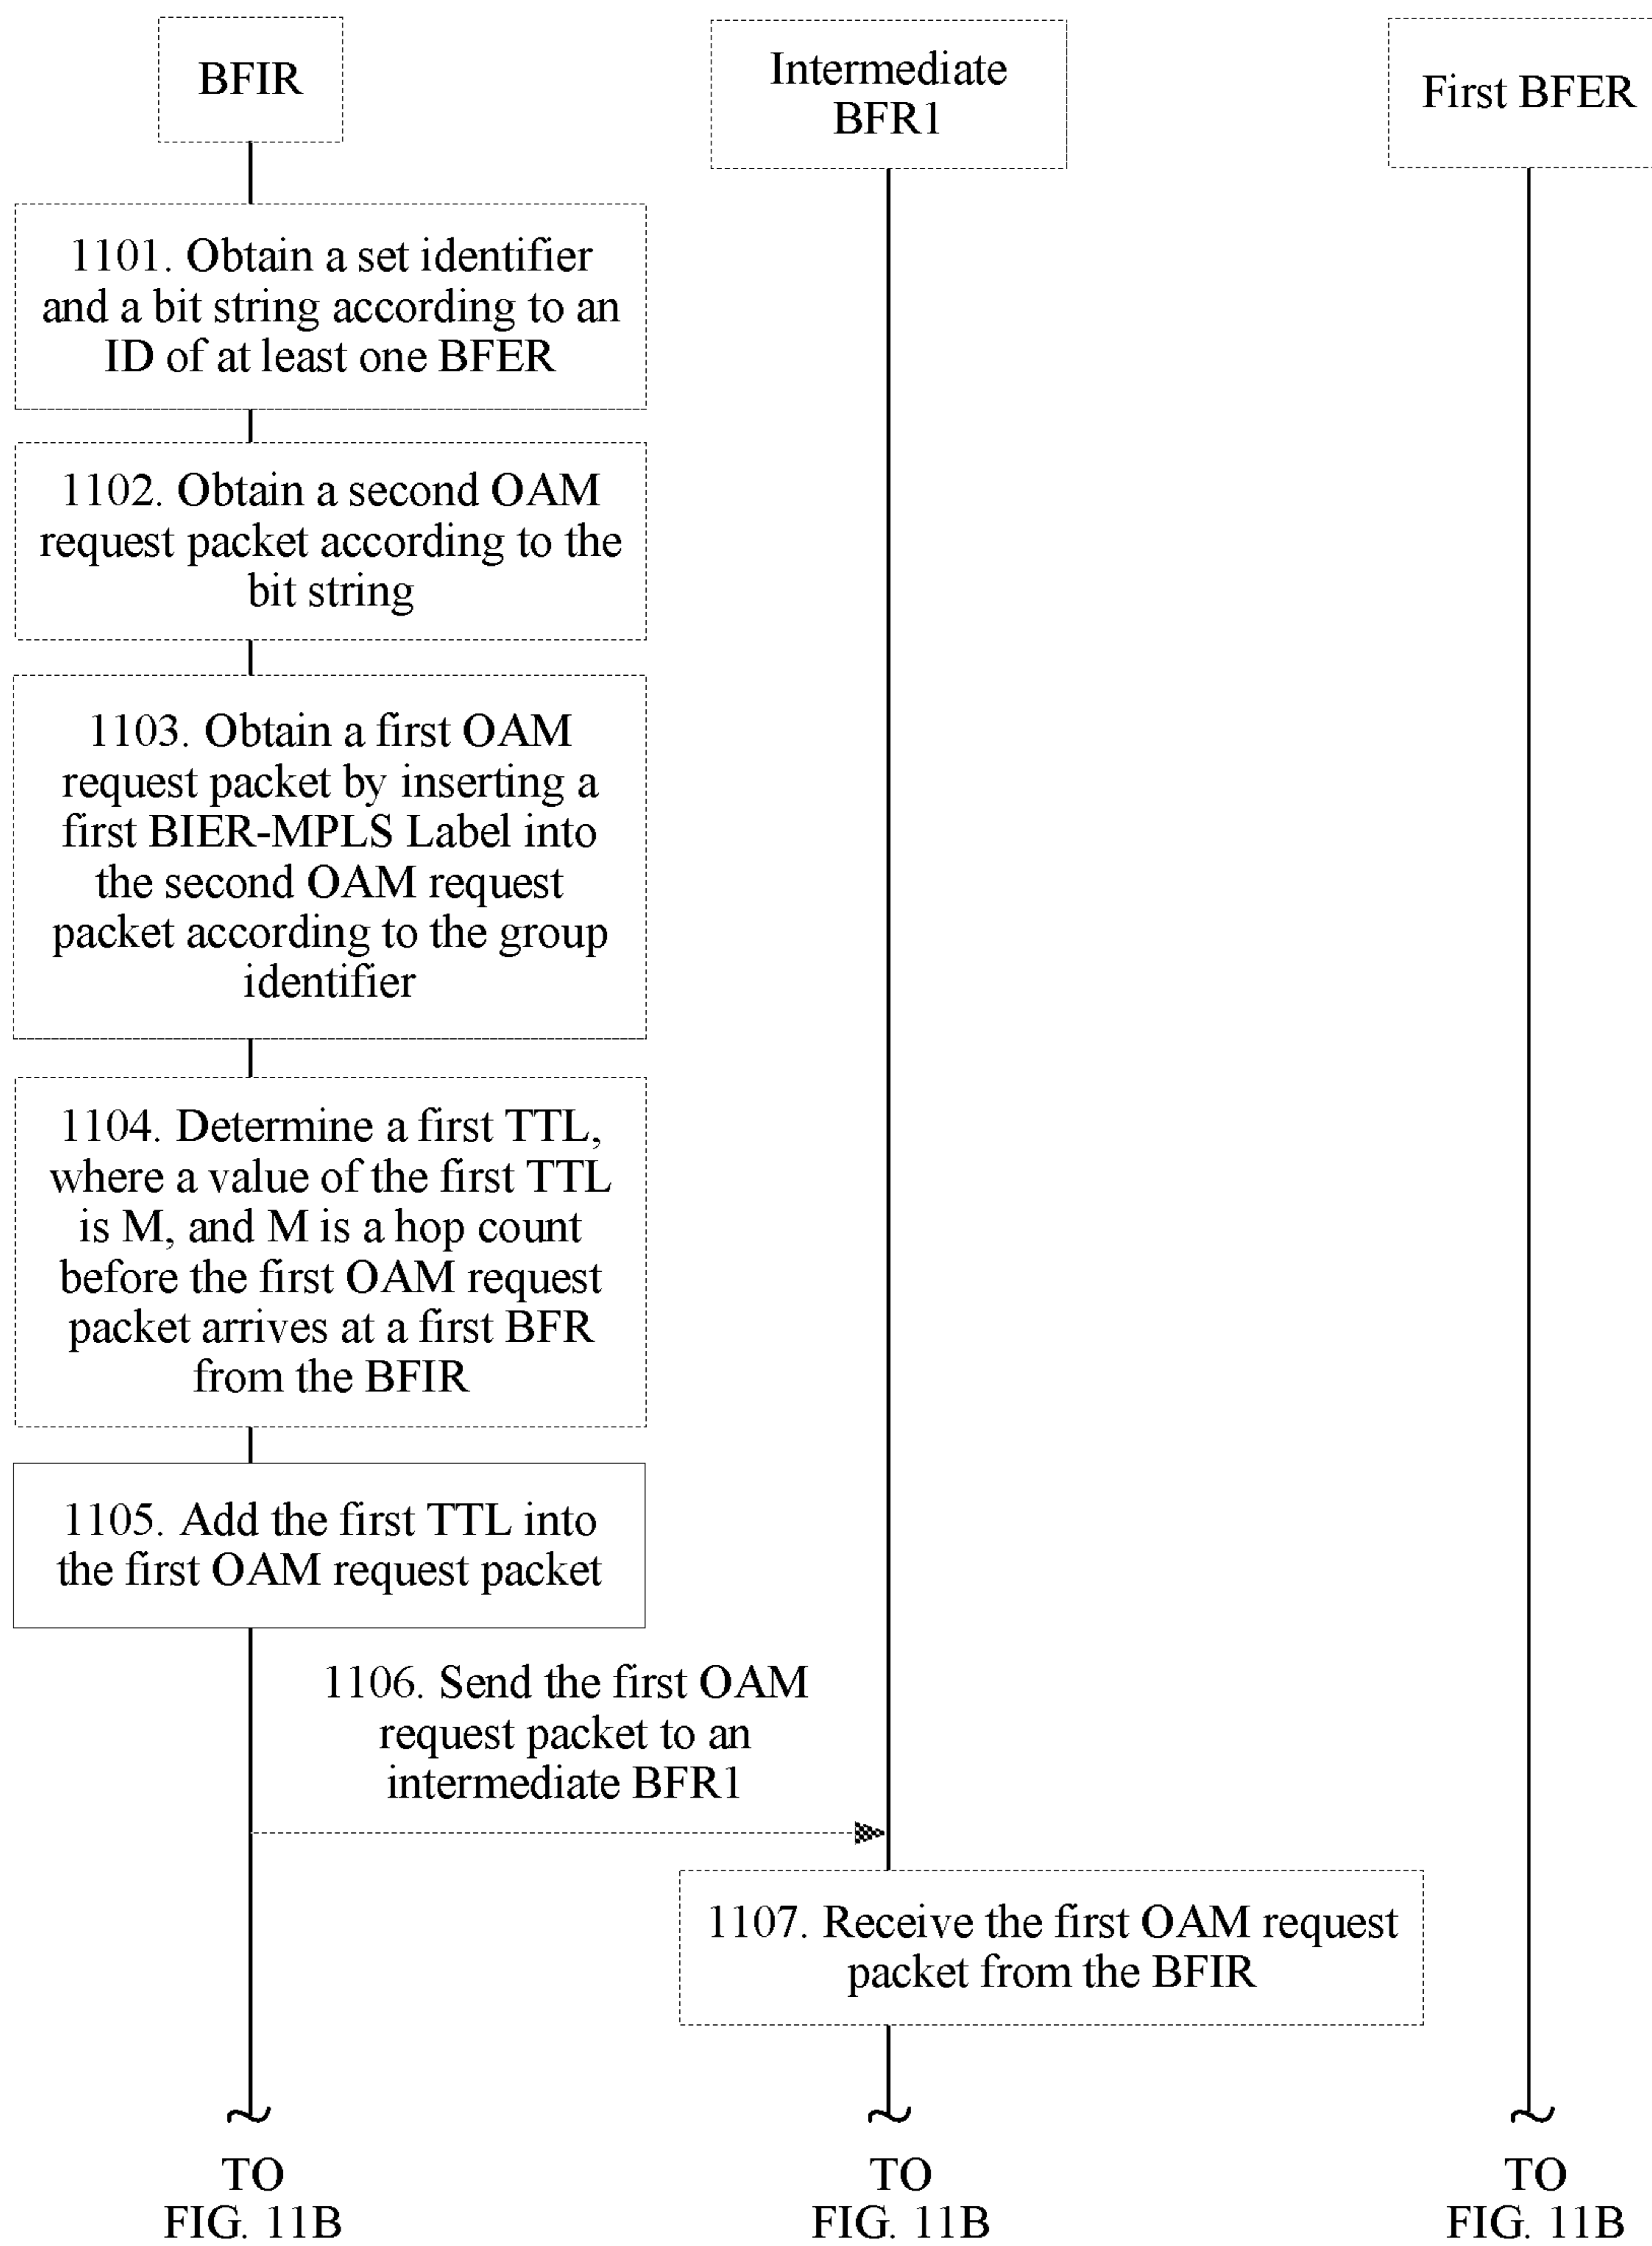 BFIR
Intermediate
BFR1
First BFER
1101. Obtain a set identifier
and a bit string according to an
ID of at least one BFER
1102. Obtain a second OAM
request packet according to the
bit string
1103. Obtain a first OAM
request packet by inserting a
first BIER-MPLS Label into
the second OAM request
packet according to the group
identifier
1104. Determine a first TTL,
where a value of the first TTL
is M, and M is a hop count
before the first OAM request
packet arrives at a first BFR
from the BFIR
1105. Add the first TTL into
the first OAM request packet
1106. Send the first OAM
request packet to an
intermediate BFR1
1107. Receive the first OAM request
packet from the BFIR
TO
FIG. 11B
TO
FIG. 11B
TO
FIG. 11B